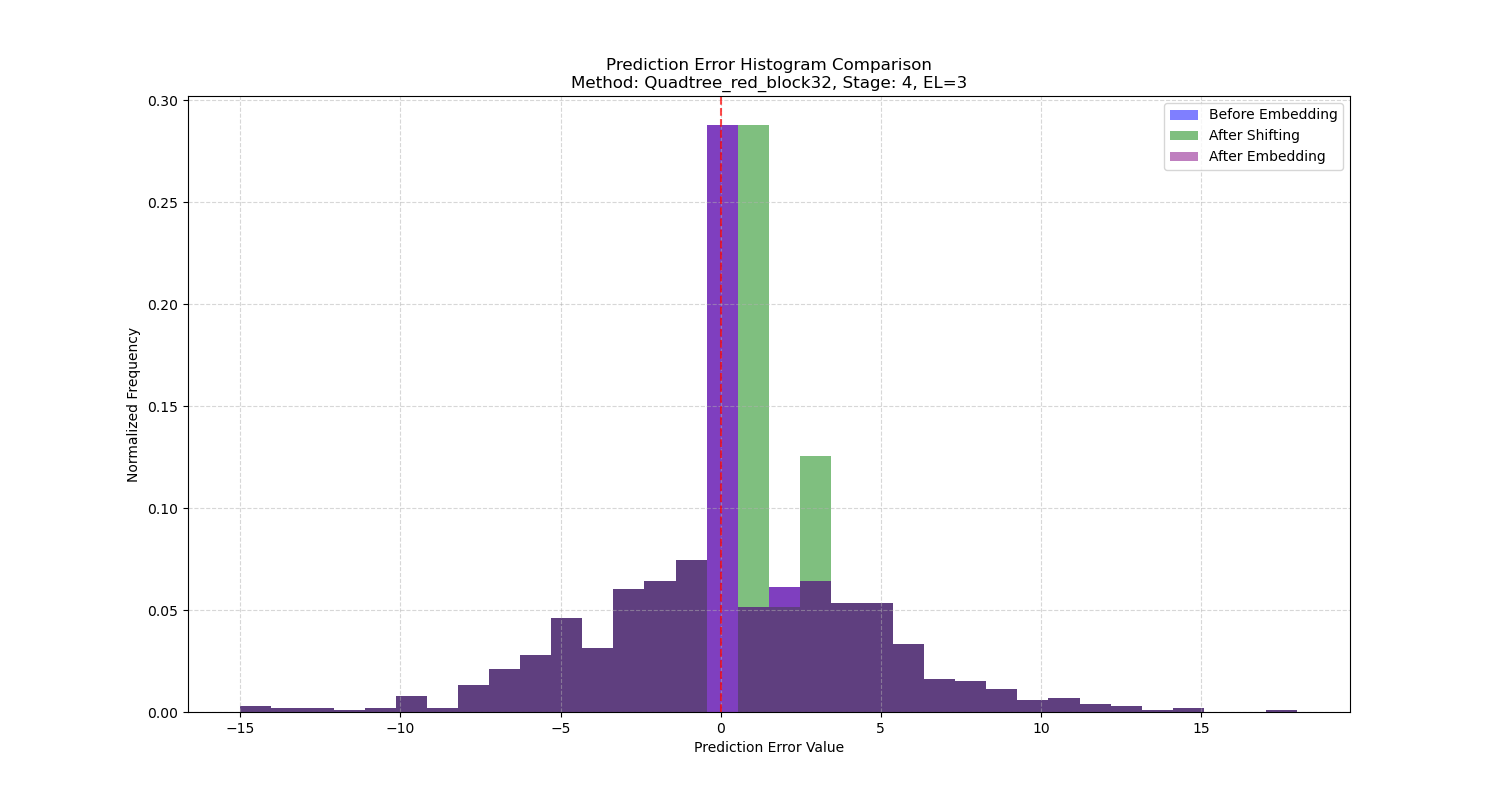 Prediction Error Histogram Comparison
Method: Quadtree_red_block32, Stage: 4, EL=3
Before Embedding
After Shifting
After Embedding
Normalized Frequency
0.30
0.25
0.20
0.15
0.10
0.05
0.00
−15 −10 −5 0 5 10 15
Prediction Error Value